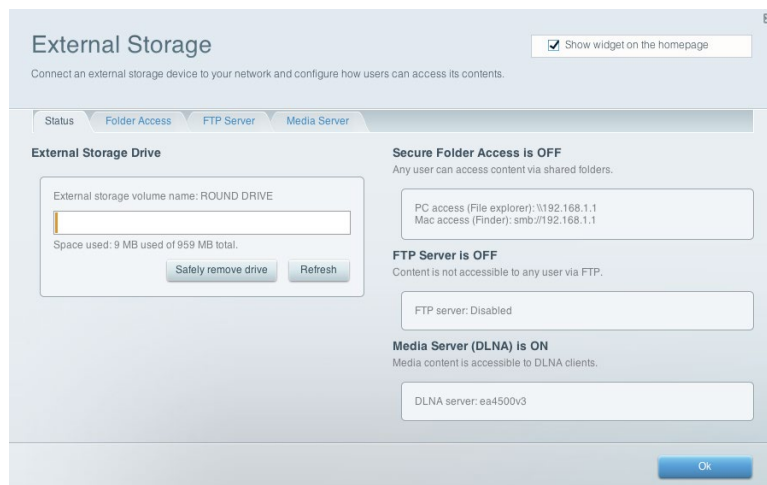 External Storage
Show widget on the homepage
Connect an external storage device to your network and configure how users can access its contents.
Status
Folder Access
FTP Server
Media Server
External Storage Drive
External storage volume name: ROUND DRIVE
Space used: 9 MB used of 959 MB total.
Safely remove drive
Refresh
Secure Folder Access is OFF
Any user can access content via shared folders.
PC access (File explorer): \\192.168.1.1
Mac access (Finder): smb://192.168.1.1
FTP Server is OFF
Content is not accessible to any user via FTP.
FTP server: Disabled
Media Server (DLNA) is ON
Media content is accessible to DLNA clients.
DLNA server: ea4500v3
Ok